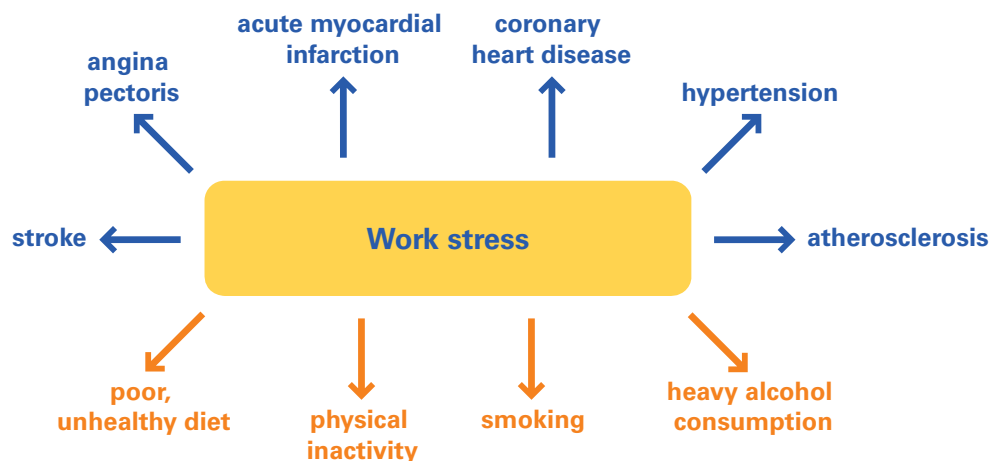 acute myocardial
infarction
coronary
heart disease
angina
pectoris
hypertension
stroke
Work stress
atherosclerosis
poor,
unhealthy diet
physical
inactivity
smoking
heavy alcohol
consumption